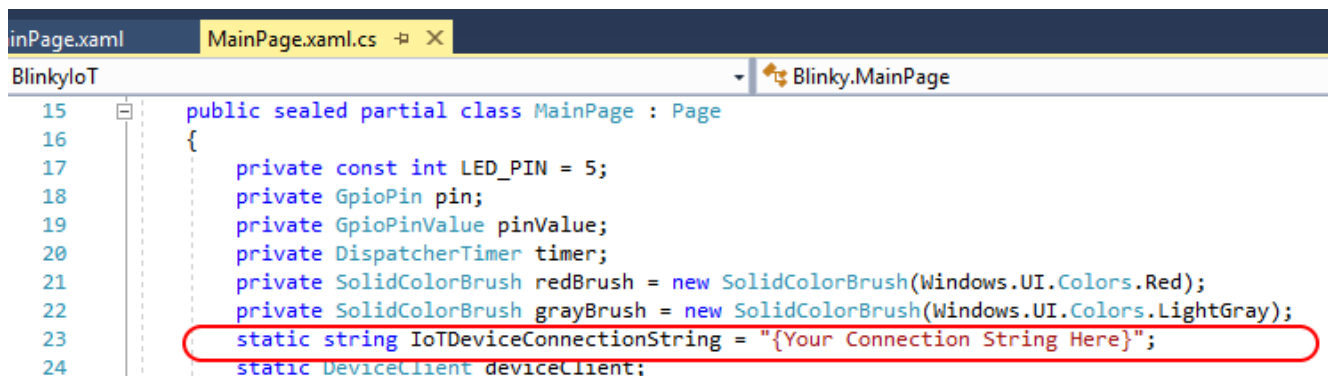 inPage.xaml MainPage.xaml.cs
BlinkyIoT Blinky.MainPage
15 public sealed partial class MainPage : Page
16 {
17 private const int LED_PIN = 5;
18 private GpioPin pin;
19 private GpioPinValue pinValue;
20 private DispatcherTimer timer;
21 private SolidColorBrush redBrush = new SolidColorBrush(Windows.UI.Colors.Red);
22 private SolidColorBrush grayBrush = new SolidColorBrush(Windows.UI.Colors.LightGray);
23 static string IoTDeviceConnectionString = "{Your Connection String Here}";
24 static DeviceClient deviceClient;